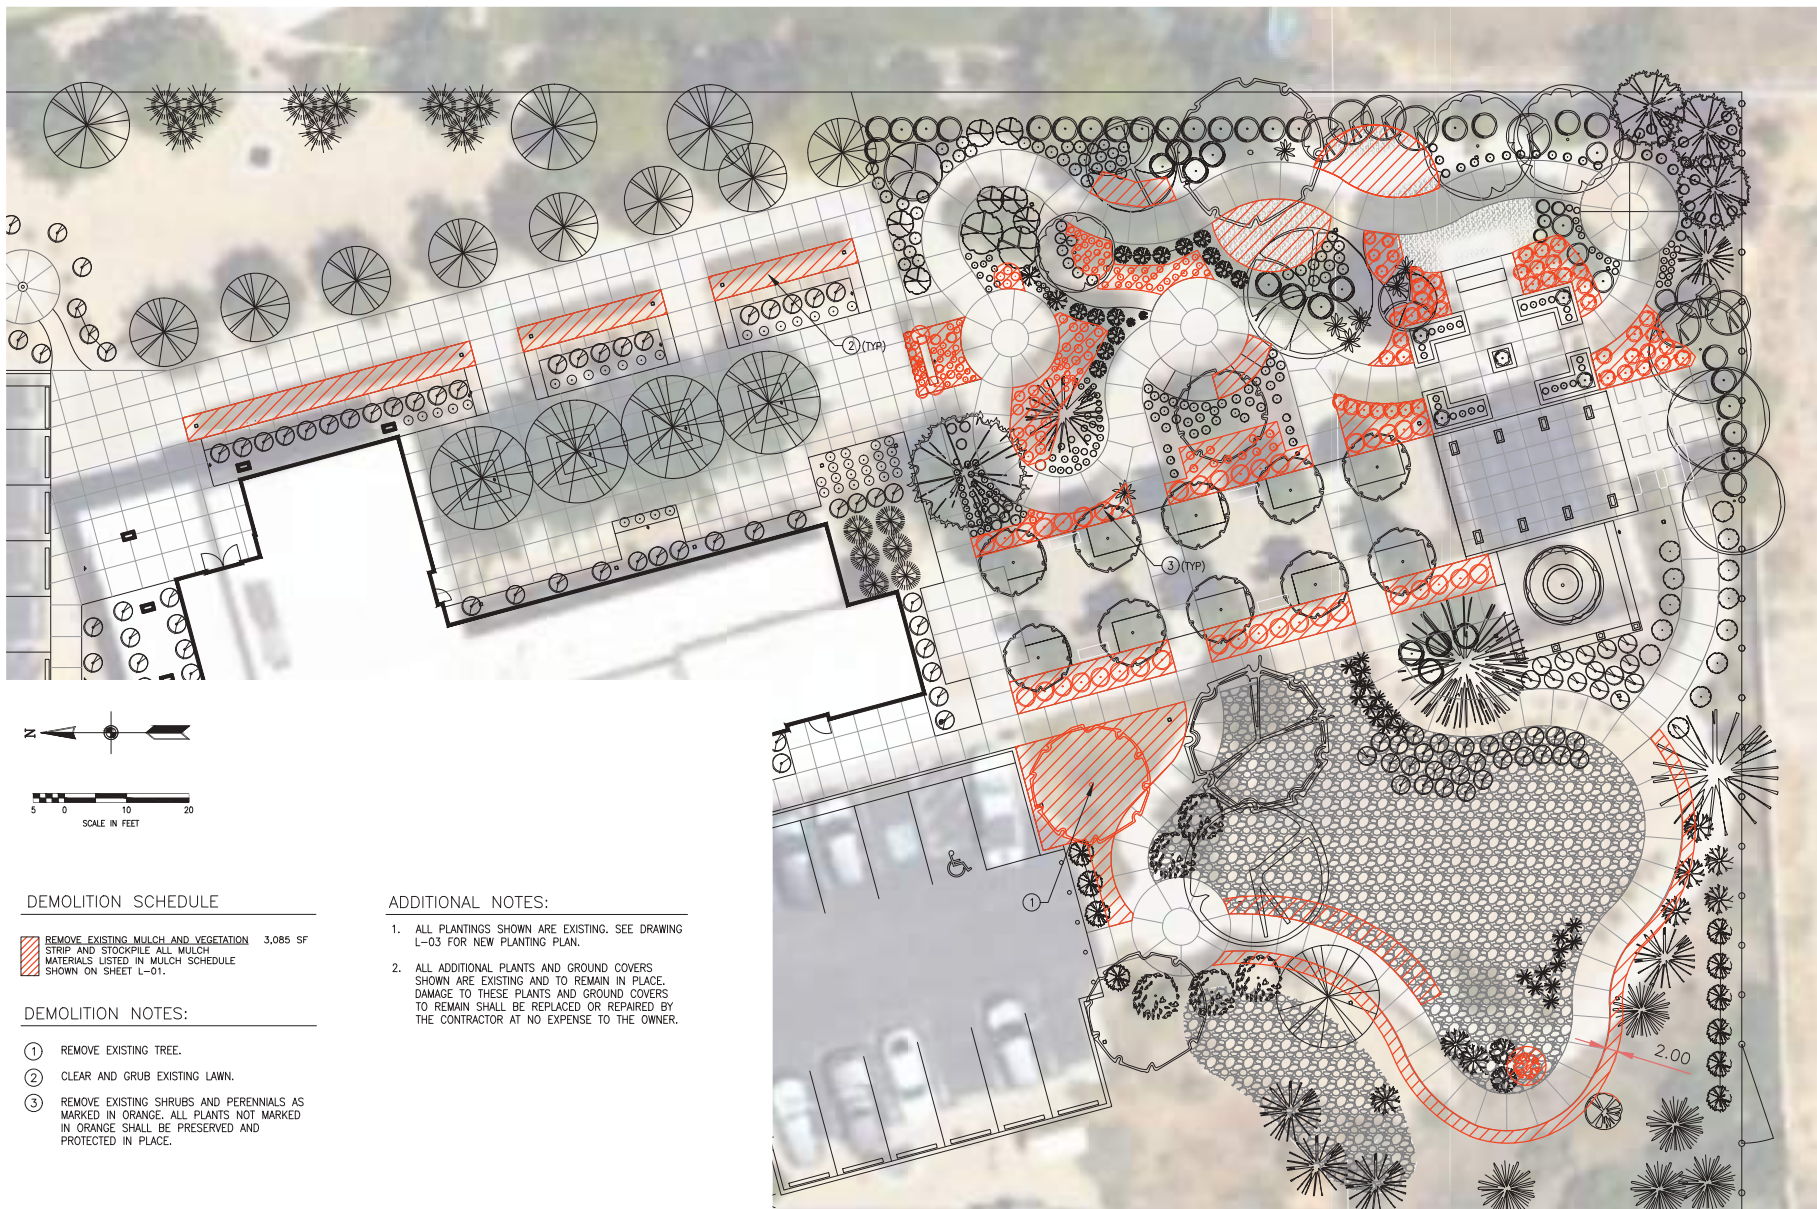 2 (TYP)
3 (TYP)
N
5 0 10 20
SCALE IN FEET
1
2.00
DEMOLITION SCHEDULE
REMOVE EXISTING MULCH AND VEGETATION 3,085 SF
STRIP AND STOCKPILE ALL MULCH
MATERIALS LISTED IN MULCH SCHEDULE
SHOWN ON SHEET L-01.
DEMOLITION NOTES:
1 REMOVE EXISTING TREE.
2 CLEAR AND GRUB EXISTING LAWN.
3 REMOVE EXISTING SHRUBS AND PERENNIALS AS
MARKED IN ORANGE. ALL PLANTS NOT MARKED
IN ORANGE SHALL BE PRESERVED AND
PROTECTED IN PLACE.
ADDITIONAL NOTES:
1. ALL PLANTINGS SHOWN ARE EXISTING. SEE DRAWING
L-03 FOR NEW PLANTING PLAN.
2. ALL ADDITIONAL PLANTS AND GROUND COVERS
SHOWN ARE EXISTING AND TO REMAIN IN PLACE.
DAMAGE TO THESE PLANTS AND GROUND COVERS
TO REMAIN SHALL BE REPLACED OR REPAIRED BY
THE CONTRACTOR AT NO EXPENSE TO THE OWNER.